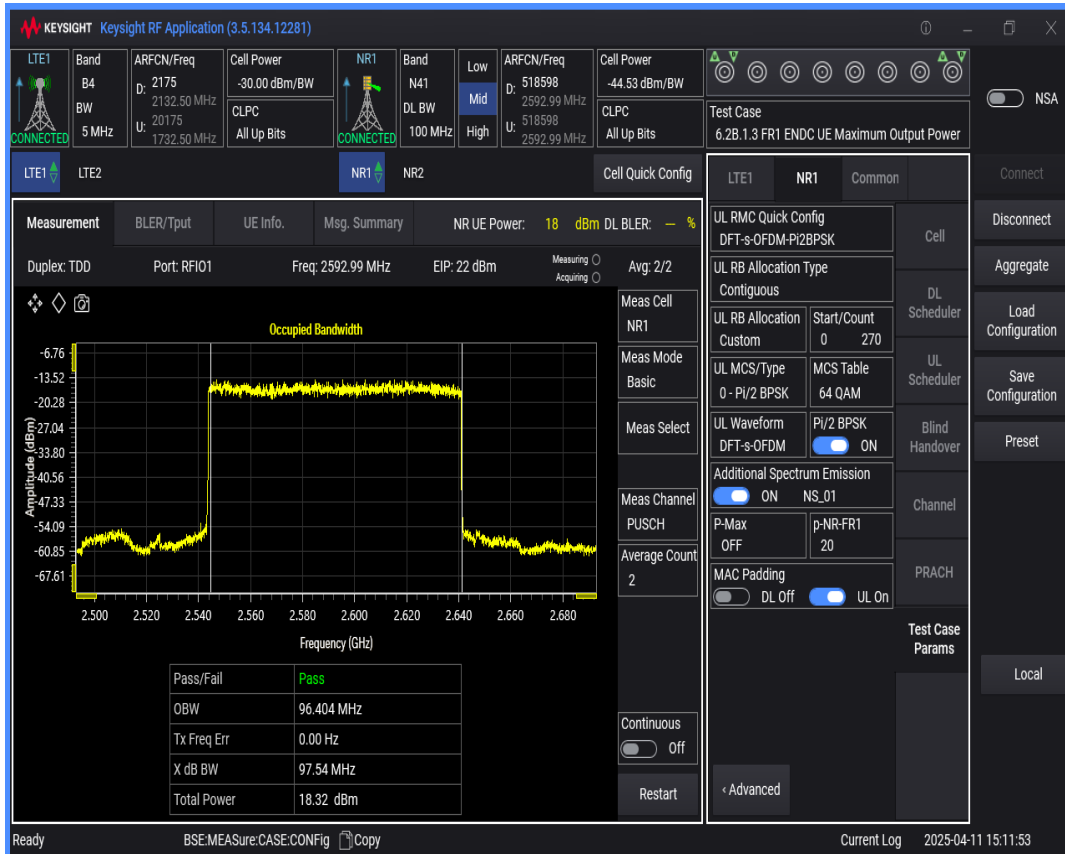 KEYSIGHT Keysight RF Application (3.5.134.12281)
LTE1
CONNECTED
Band
B4
BW
5 MHz
ARFCN/Freq
D: 2175
2132.50 MHz
U: 20175
1732.50 MHz
Cell Power
-30.00 dBm/BW
CLPC
All Up Bits
NR1
CONNECTED
Band
N41
DL BW
100 MHz
Low
Mid
High
ARFCN/Freq
D: 518598
2592.99 MHz
U: 518598
2592.99 MHz
Cell Power
-44.53 dBm/BW
CLPC
All Up Bits
Test Case
6.2B.1.3 FR1 ENDC UE Maximum Output Power
NSA
LTE1 LTE2
NR1 NR2
Cell Quick Config
Measurement BLER/Tput UE Info. Msg. Summary NR UE Power: 18 dBm DL BLER: — %
Duplex: TDD Port: RFIO1 Freq: 2592.99 MHz EIP: 22 dBm Measuring Avg: 2/2
Acquiring
Occupied Bandwidth
Amplitude (dBm)
-6.76
-13.52
-20.28
-27.04
-33.80
-40.56
-47.33
-54.09
-60.85
-67.61
2.500 2.520 2.540 2.560 2.580 2.600 2.620 2.640 2.660 2.680
Frequency (GHz)
Pass/Fail Pass
OBW 96.404 MHz
Tx Freq Err 0.00 Hz
X dB BW 97.54 MHz
Total Power 18.32 dBm
Meas Cell
NR1
Meas Mode
Basic
Meas Select
Meas Channel
PUSCH
Average Count
2
Continuous
Off
Restart
LTE1 NR1 Common
UL RMC Quick Config
DFT-s-OFDM-Pi2BPSK
UL RB Allocation Type
Contiguous
UL RB Allocation
Custom
Start/Count
0 270
UL MCS/Type
0 - Pi/2 BPSK
MCS Table
64 QAM
UL Waveform
DFT-s-OFDM
Pi/2 BPSK
ON
Additional Spectrum Emission
ON NS_01
P-Max
OFF
p-NR-FR1
20
MAC Padding
DL Off UL On
‹ Advanced
Cell
DL
Scheduler
UL
Scheduler
Blind
Handover
Channel
PRACH
Test Case
Params
Connect
Disconnect
Aggregate
Load
Configuration
Save
Configuration
Preset
Local
Ready BSE:MEASure:CASE:CONFig Copy Current Log 2025-04-11 15:11:53